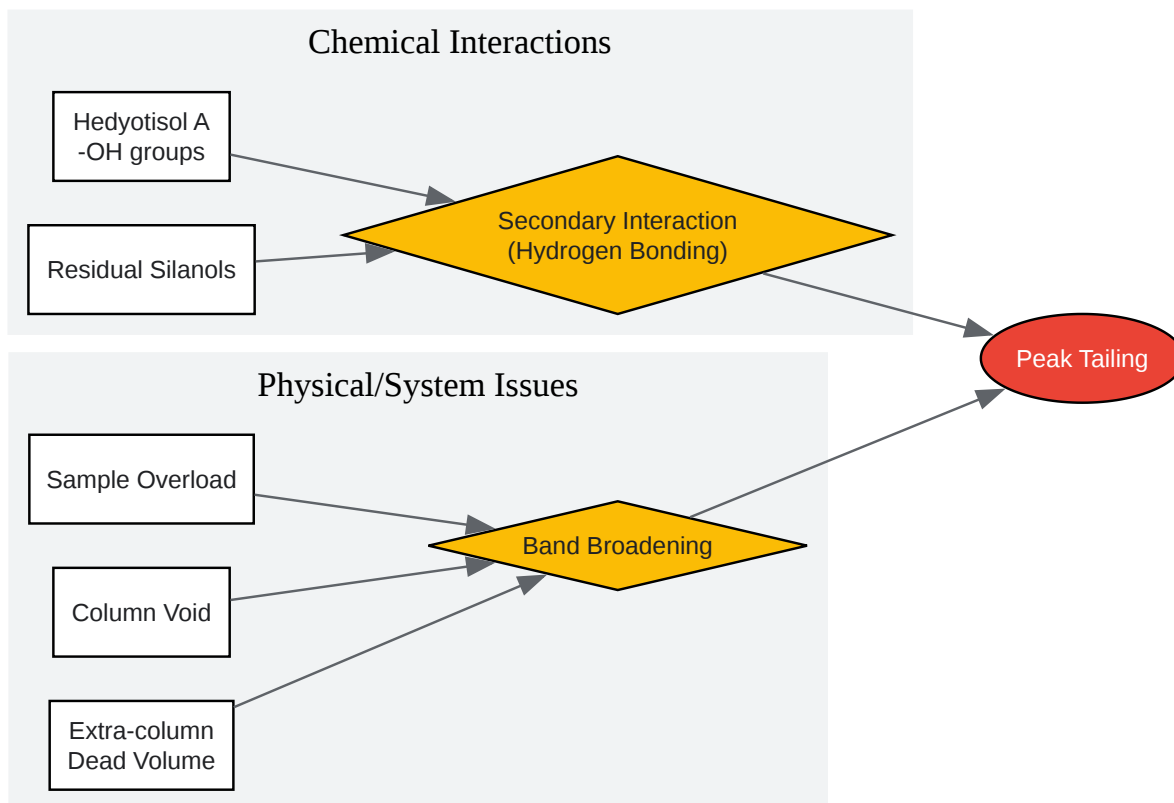 Chemical Interactions
Hedyotisol A
-OH groups
Residual Silanols
Secondary Interaction
(Hydrogen Bonding)
Peak Tailing
Physical/System Issues
Sample Overload
Column Void
Extra-column
Dead Volume
Band Broadening